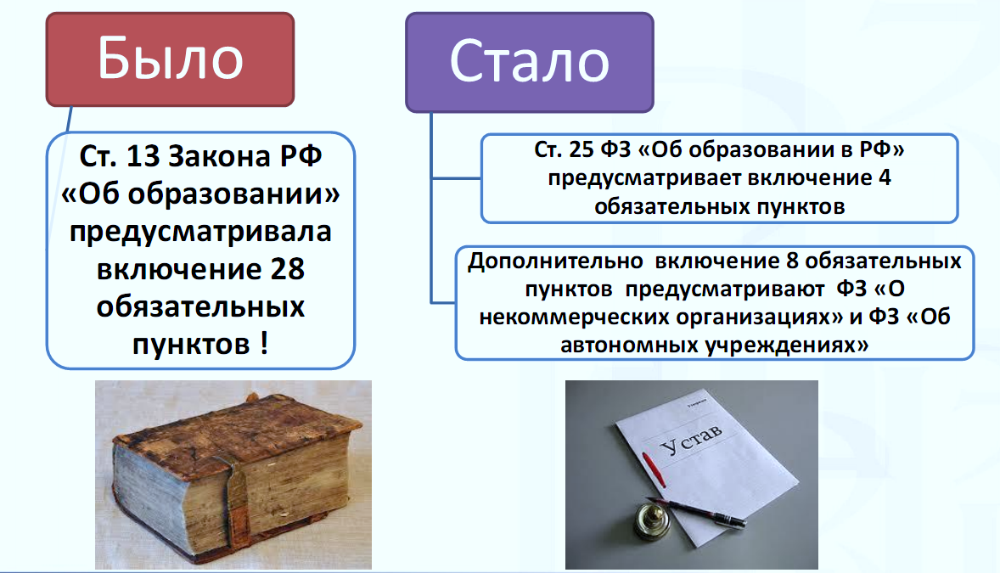 Было
Ст. 13 Закона РФ
«Об образовании»
предусматривала
включение 28
обязательных
пунктов !
Стало
Ст. 25 ФЗ «Об образовании в РФ»
предусматривает включение 4
обязательных пунктов
Дополнительно включение 8 обязательных
пунктов предусматривают ФЗ «О
некоммерческих организациях» и ФЗ «Об
автономных учреждениях»
Устав